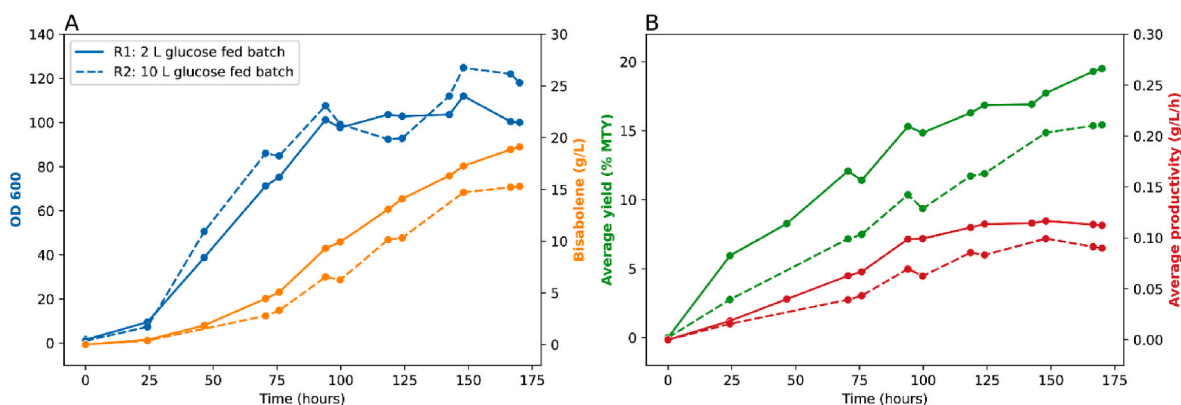 A
R1: 2 L glucose fed batch
R2: 10 L glucose fed batch
OD 600
140
120
100
80
60
40
20
0
Bisabolene (g/L)
30
25
20
15
10
5
0
0 25 50 75 100 125 150 175
Time (hours)
B
Average yield (% MTY)
20
15
10
5
0
Average productivity (g/L/h)
0.30
0.25
0.20
0.15
0.10
0.05
0.00
0 25 50 75 100 125 150 175
Time (hours)